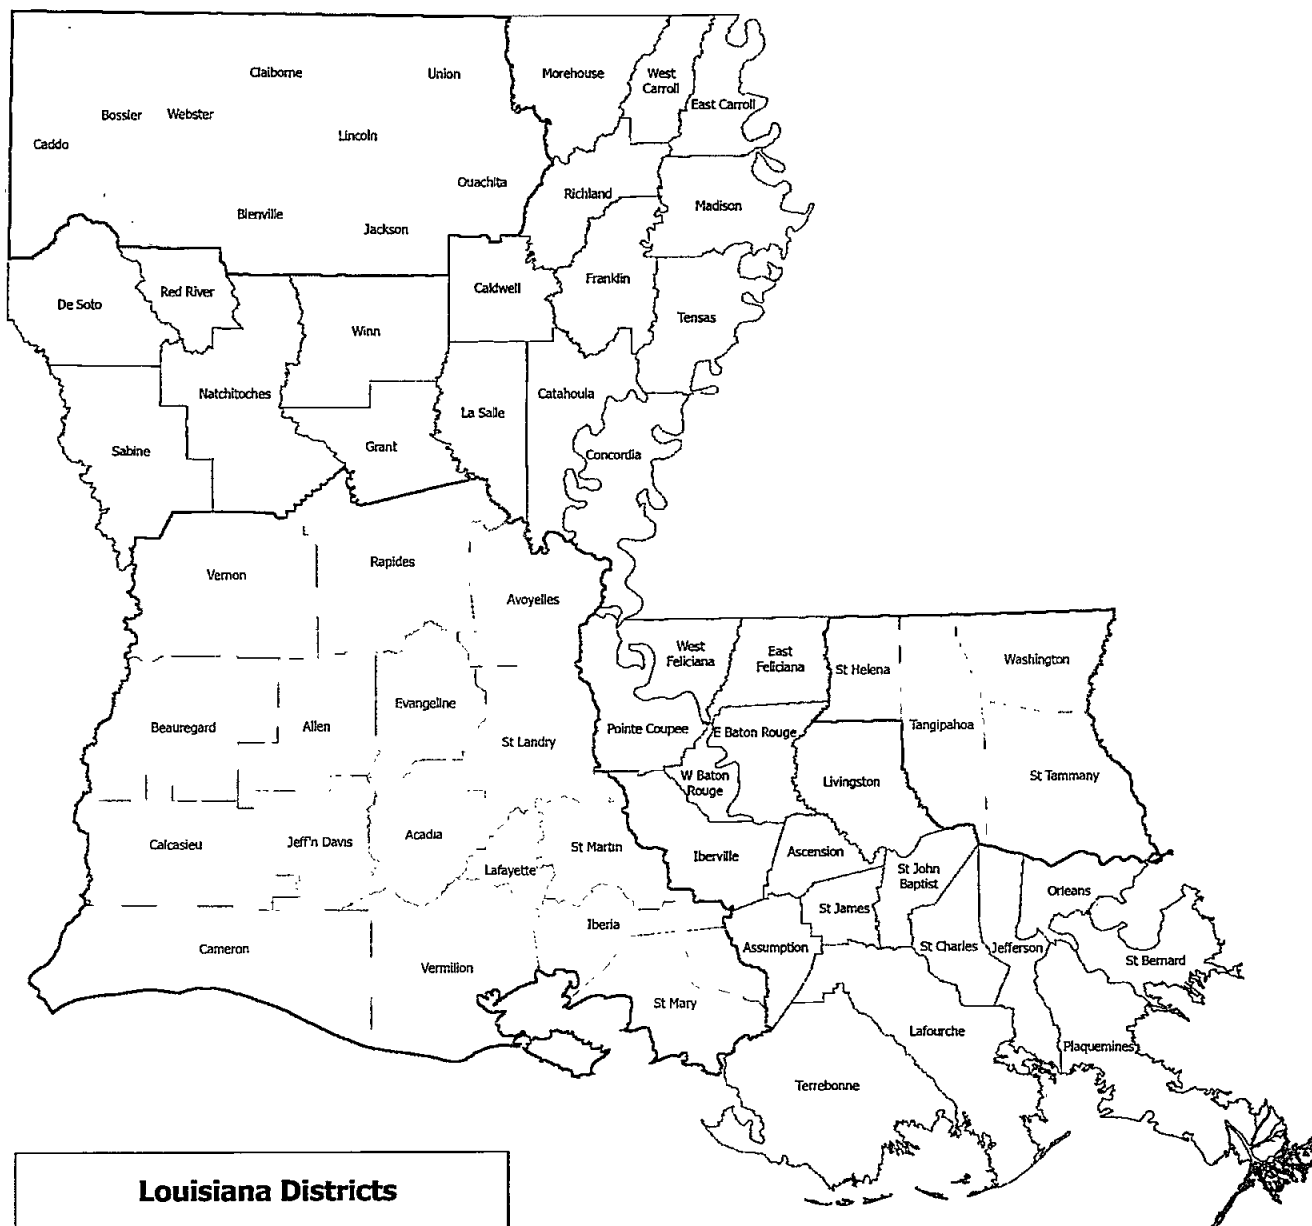 Claiborne
Union
Morehouse
West
Carroll
East Carroll
Bossier
Webster
Caddo
Lincoln
Ouachita
Richland
Madison
Bienville
Jackson
De Soto
Red River
Caldwell
Franklin
Winn
Tensas
Natchitoches
La Salle
Catahoula
Sabine
Grant
Concordia
Vernon
Rapides
Avoyelles
West
Feliciana
East
Feliciana
St Helena
Washington
Beauregard
Allen
Evangeline
St Landry
Pointe Coupee
E Baton Rouge
Tangipahoa
W Baton
Rouge
Livingston
St Tammany
Calcasieu
Jeff'n Davis
Acadia
Lafayette
St Martin
Iberville
Ascension
St John
Baptist
Orleans
St James
Cameron
Vermilion
Iberia
Assumption
St Charles
Jefferson
St Bernard
St Mary
Lafourche
Plaquemines
Terrebonne
Louisiana Districts